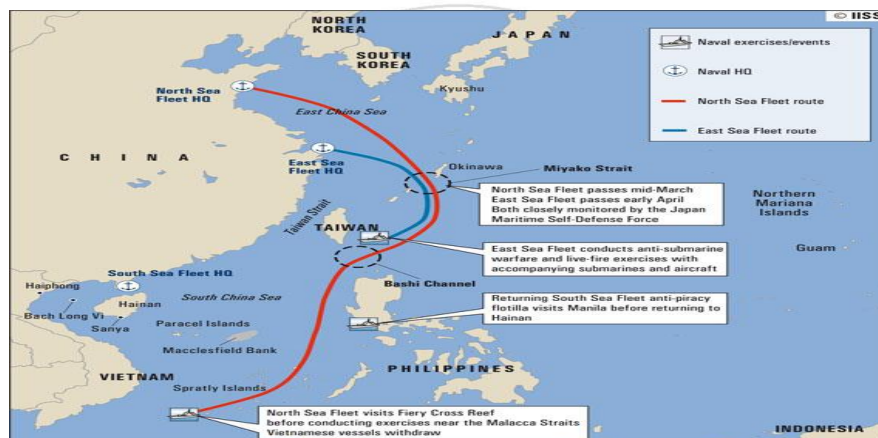 © IISS
NORTH
KOREA
JAPAN
SOUTH
KOREA
Naval exercises/events
Naval HQ
North Sea Fleet route
East Sea Fleet route
North Sea
Fleet HQ
Kyushu
East China Sea
CHINA
East Sea
Fleet HQ
Okinawa
Miyako Strait
North Sea Fleet passes mid-March
East Sea Fleet passes early April
Both closely monitored by the Japan
Maritime Self-Defense Force
Northern
Mariana
Islands
Taiwan Strait
TAIWAN
Guam
East Sea Fleet conducts anti-submarine
warfare and live-fire exercises with
accompanying submarines and aircraft
South Sea Fleet HQ
Bashi Channel
Haiphong
Hainan
South China Sea
Bach Long Vi
Sanya
Paracel Islands
Returning South Sea Fleet anti-piracy
flotilla visits Manila before returning to
Hainan
Macclesfield Bank
VIETNAM
PHILIPPINES
Spratly Islands
North Sea Fleet visits Fiery Cross Reef
before conducting exercises near the Malacca Straits
Vietnamese vessels withdraw
INDONESIA